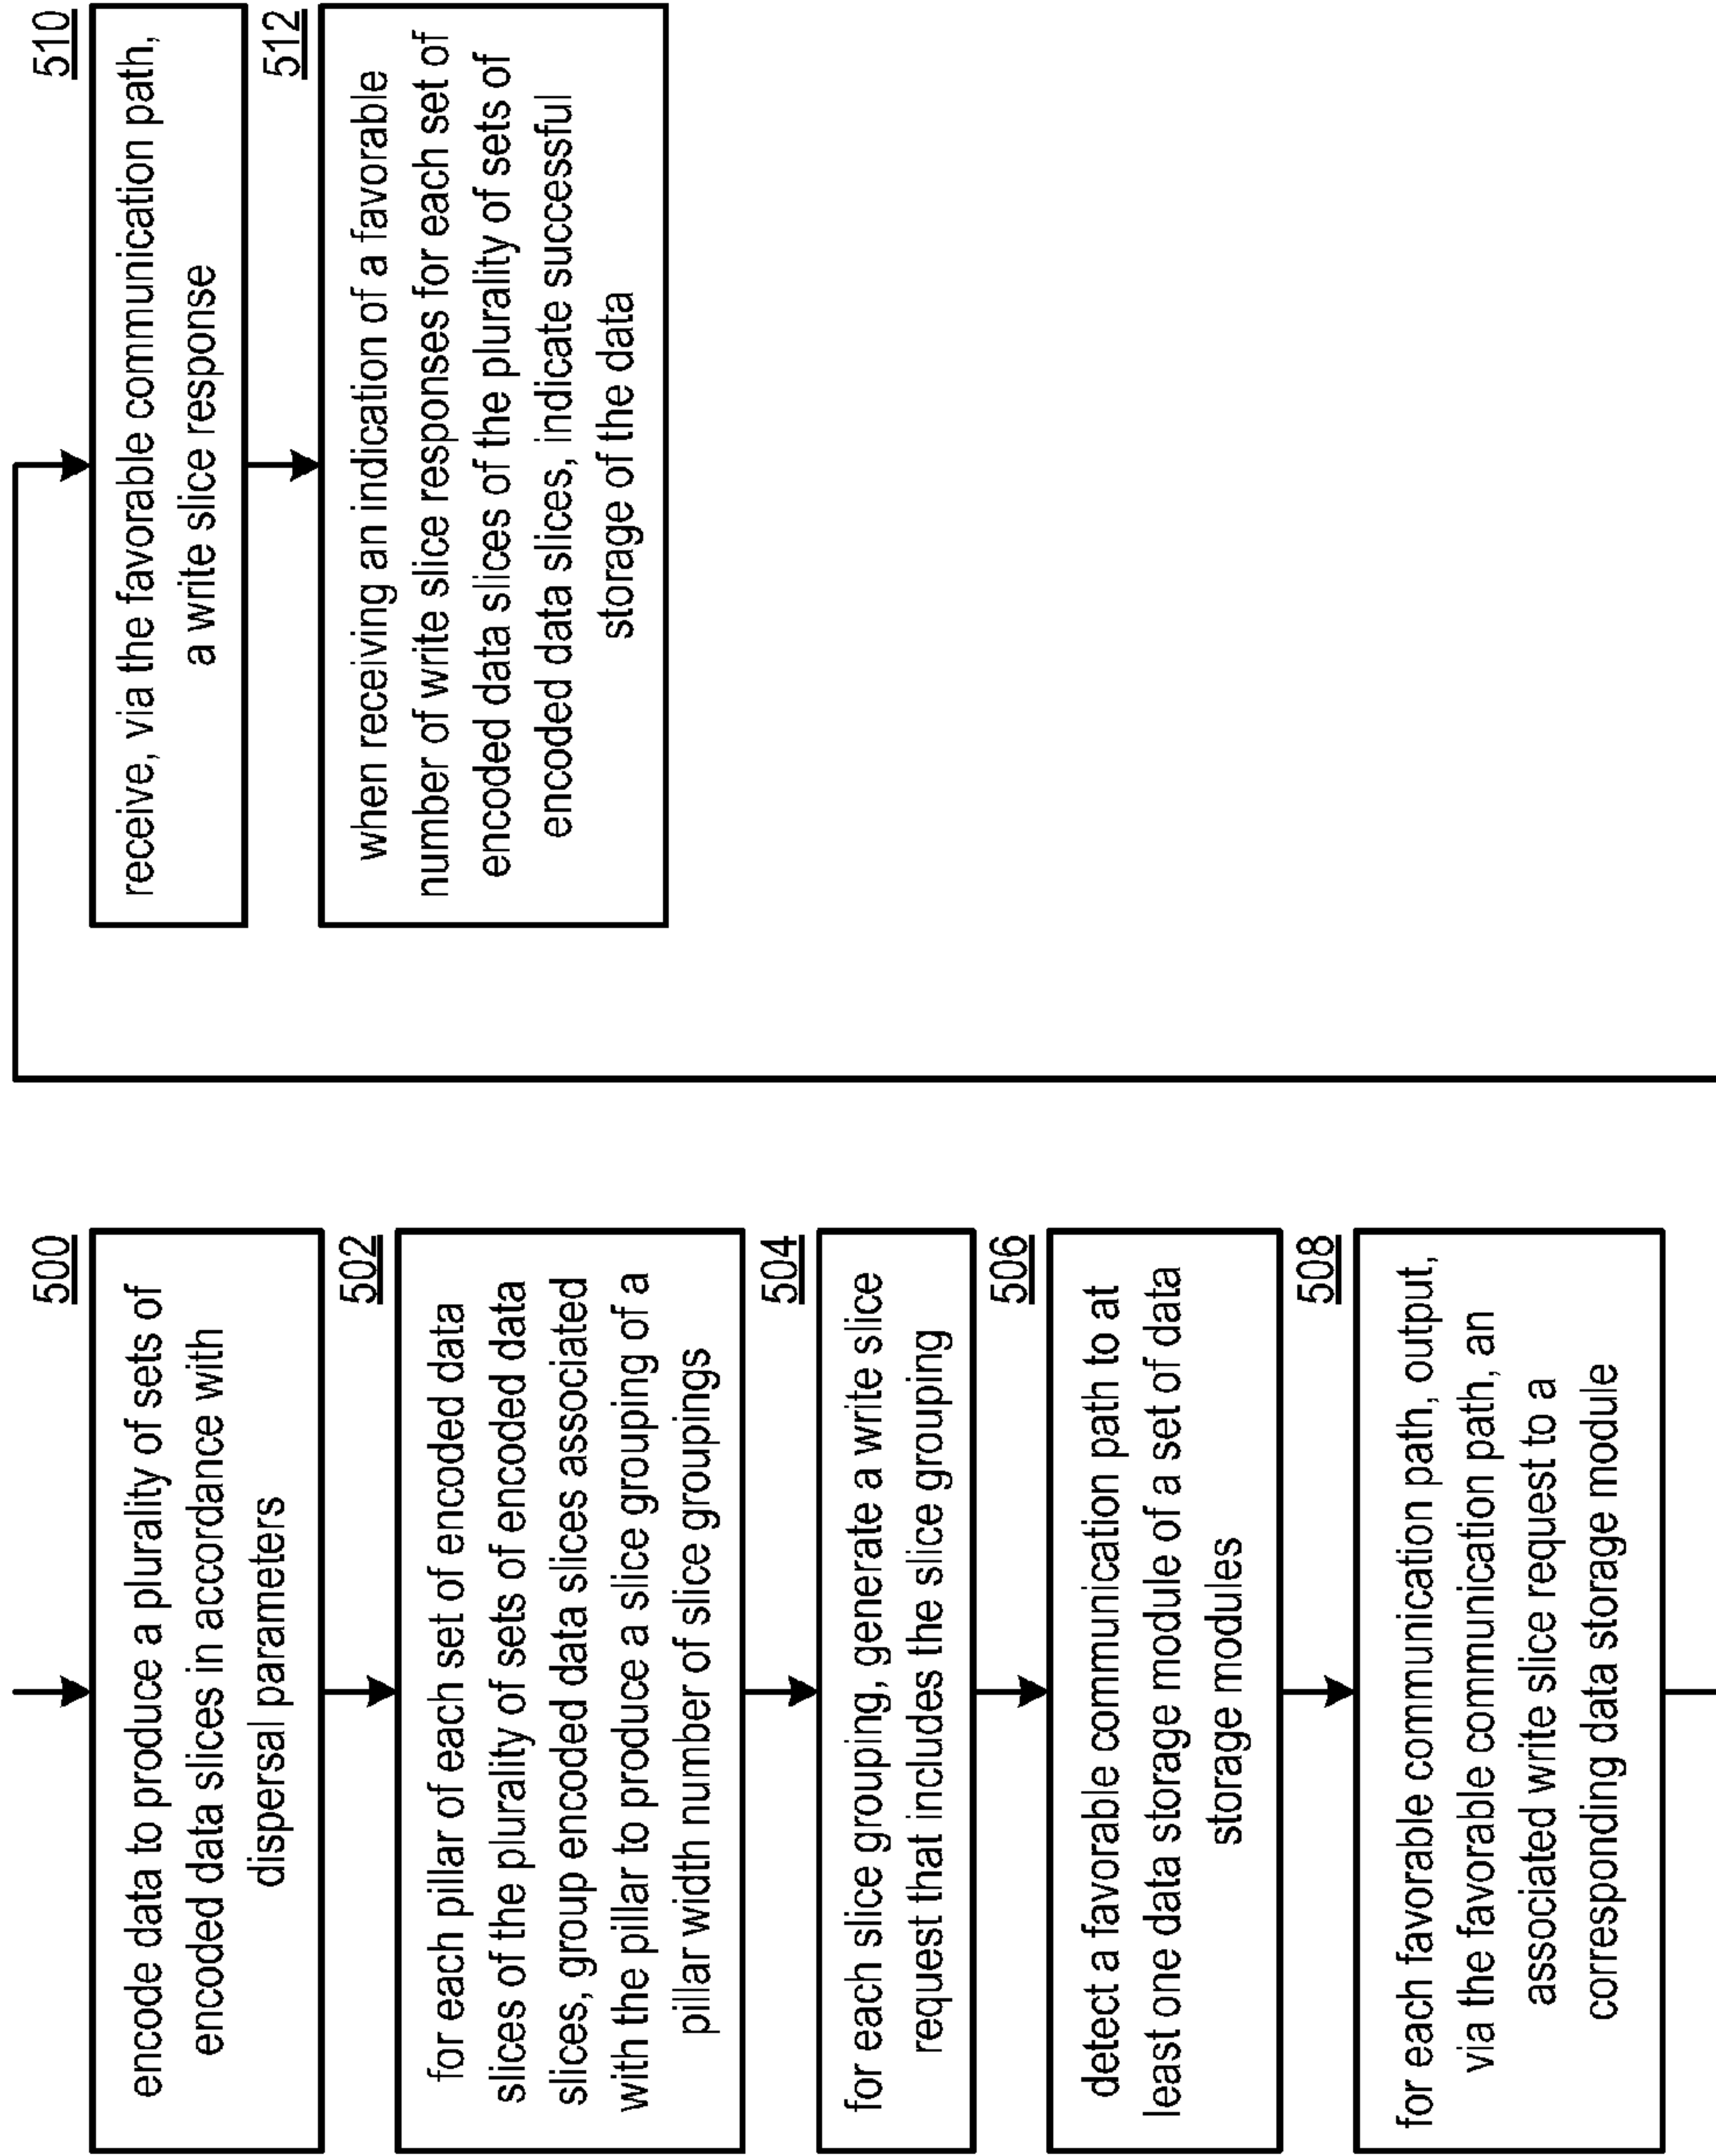 500
encode data to produce a plurality of sets of
encoded data slices in accordance with
dispersal parameters
502
for each pillar of each set of encoded data
slices of the plurality of sets of encoded data
slices, group encoded data slices associated
with the pillar to produce a slice grouping of a
pillar width number of slice groupings
504
for each slice grouping, generate a write slice
request that includes the slice grouping
506
detect a favorable communication path to at
least one data storage module of a set of data
storage modules
508
for each favorable communication path, output,
via the favorable communication path, an
associated write slice request to a
corresponding data storage module
510
receive, via the favorable communication path,
a write slice response
512
when receiving an indication of a favorable
number of write slice responses for each set of
encoded data slices of the plurality of sets of
encoded data slices, indicate successful
storage of the data